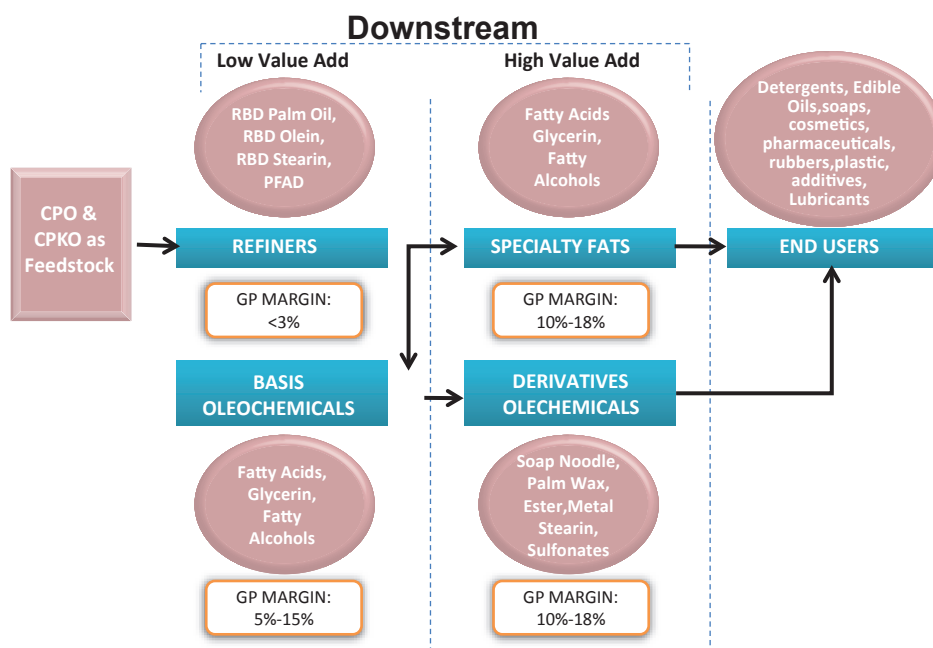 Downstream
Low Value Add
High Value Add
RBD Palm Oil,
RBD Olein,
RBD Stearin,
PFAD
Fatty Acids
Glycerin,
Fatty
Alcohols
Detergents, Edible
Oils,soaps,
cosmetics,
pharmaceuticals,
rubbers,plastic,
additives,
Lubricants
CPO &
CPKO as
Feedstock
REFINERS
SPECIALTY FATS
END USERS
GP MARGIN:
<3%
GP MARGIN:
10%-18%
BASIS
OLEOCHEMICALS
DERIVATIVES
OLECHEMICALS
Fatty Acids,
Glycerin,
Fatty
Alcohols
Soap Noodle,
Palm Wax,
Ester,Metal
Stearin,
Sulfonates
GP MARGIN:
5%-15%
GP MARGIN:
10%-18%